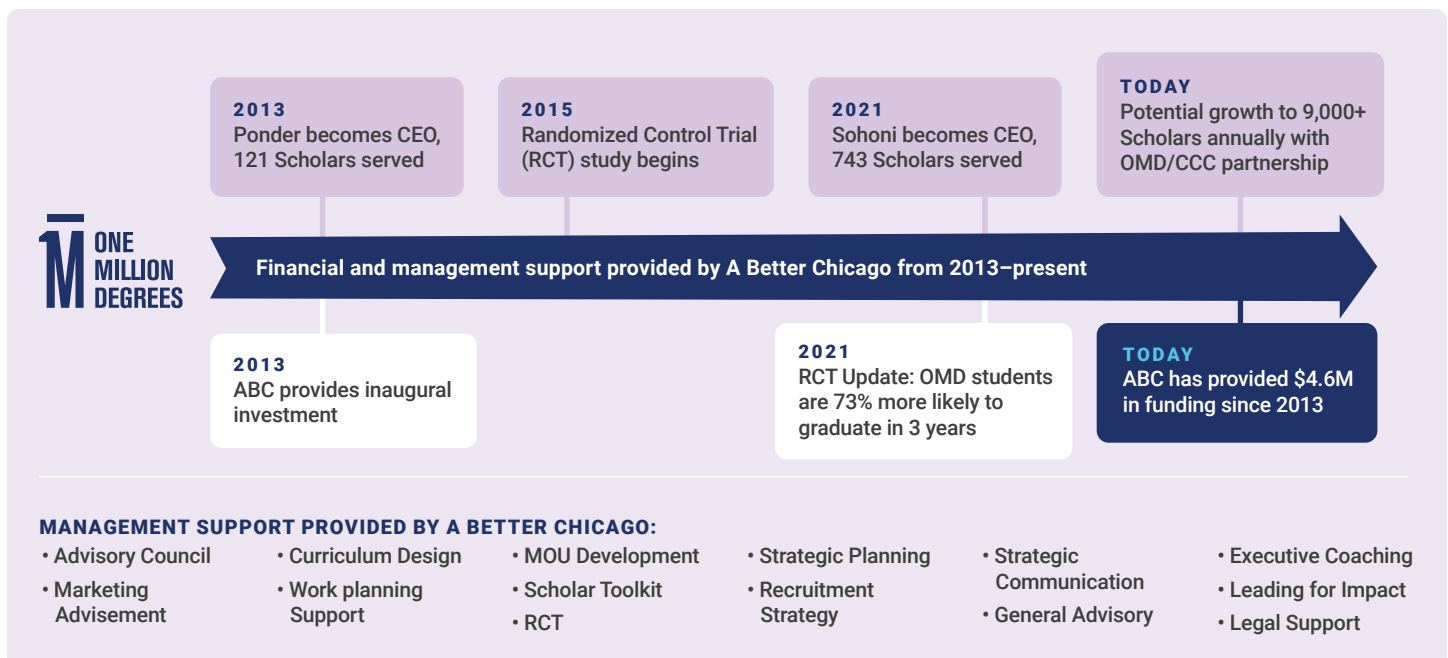 2013
Ponder becomes CEO,
121 Scholars served
2015
Randomized Control Trial
(RCT) study begins
2021
Sohoni becomes CEO,
743 Scholars served
TODAY
Potential growth to 9,000+
Scholars annually with
OMD/CCC partnership
1M
ONE
MILLION
DEGREES
Financial and management support provided by A Better Chicago from 2013–present
2013
ABC provides inaugural
investment
2021
RCT Update: OMD students
are 73% more likely to
graduate in 3 years
TODAY
ABC has provided $4.6M
in funding since 2013
MANAGEMENT SUPPORT PROVIDED BY A BETTER CHICAGO:
• Advisory Council
• Marketing
Advisement
• Curriculum Design
• Work planning
Support
• MOU Development
• Scholar Toolkit
• RCT
• Strategic Planning
• Recruitment
Strategy
• Strategic
Communication
• General Advisory
• Executive Coaching
• Leading for Impact
• Legal Support